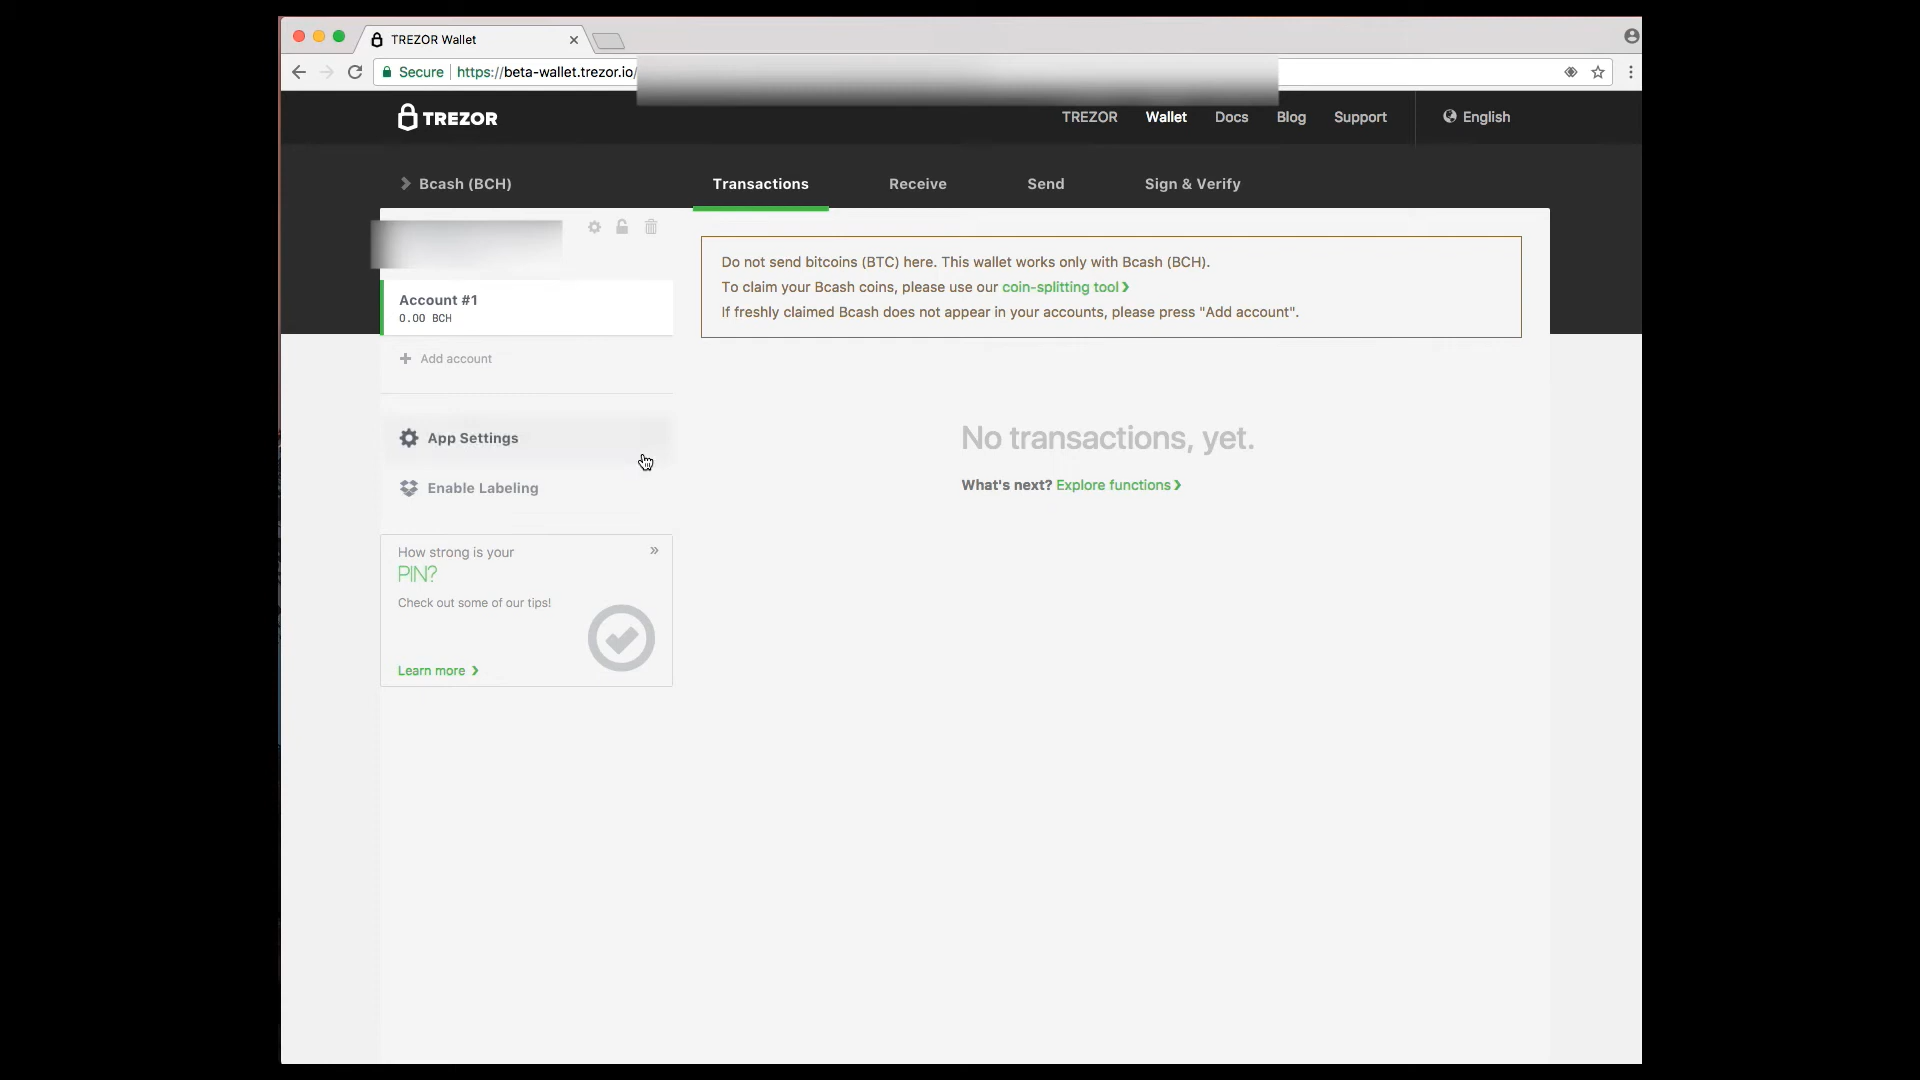 TREZOR Wallet
Secure https://beta-wallet.trezor.io/
TREZOR
TREZOR Wallet Docs Blog Support English
Bcash (BCH)
Transactions Receive Send Sign & Verify
Account #1
0.00 BCH
Add account
App Settings
Enable Labeling
How strong is your
PIN?
Check out some of our tips!
Learn more
Do not send bitcoins (BTC) here. This wallet works only with Bcash (BCH).
To claim your Bcash coins, please use our coin-splitting tool
If freshly claimed Bcash does not appear in your accounts, please press "Add account".
No transactions, yet.
What's next? Explore functions